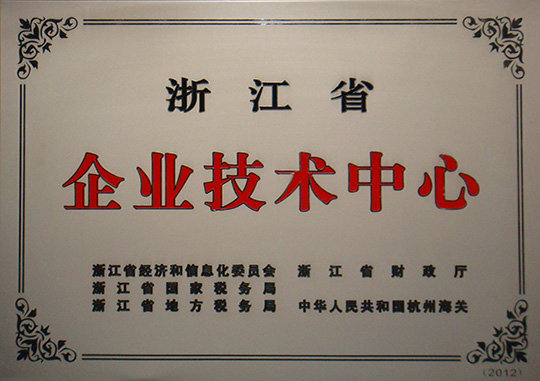 浙江省
企业技术中心
浙江省经济和信息化委员会 浙江省财政厅
浙江省国家税务局
浙江省地方税务局 中华人民共和国杭州海关
(2012)